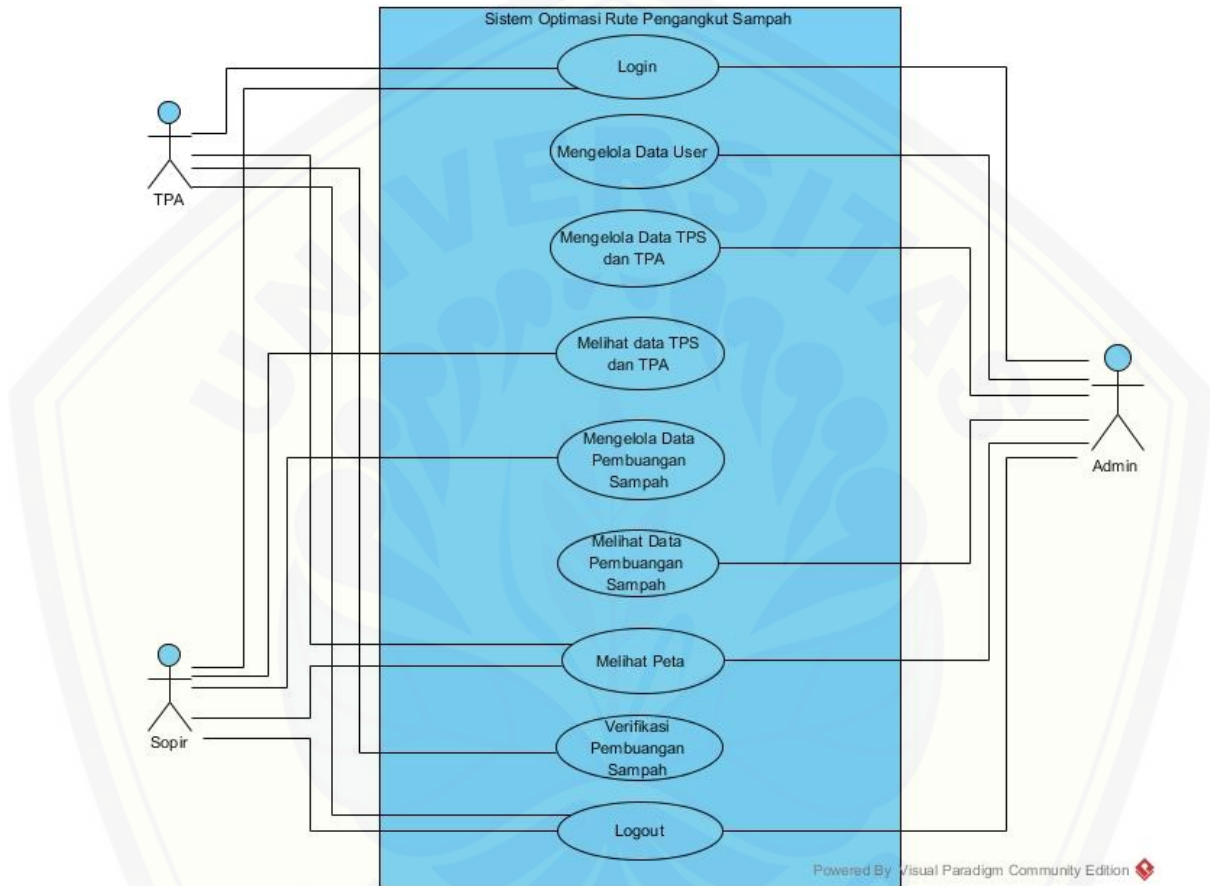 Sistem Optimasi Rute Pengangkut Sampah
Login
Mengelola Data User
TPA
Mengelola Data TPS
dan TPA
Melihat data TPS
dan TPA
Mengelola Data
Pembuangan
Sampah
Admin
Melihat Data
Pembuangan
Sampah
Melihat Peta
Sopir
Verifikasi
Pembuangan
Sampah
Logout
UNIVERSITAS
Powered By Visual Paradigm Community Edition